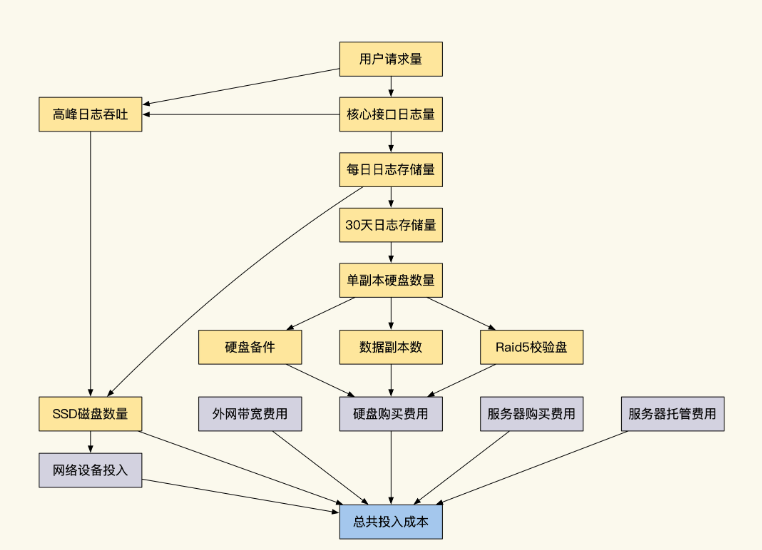 用户请求量
高峰日志吞吐
核心接口日志量
每日日志存储量
30天日志存储量
单副本硬盘数量
硬盘备件
数据副本数
Raid5校验盘
SSD磁盘数量
外网带宽费用
硬盘购买费用
服务器购买费用
服务器托管费用
网络设备投入
总共投入成本